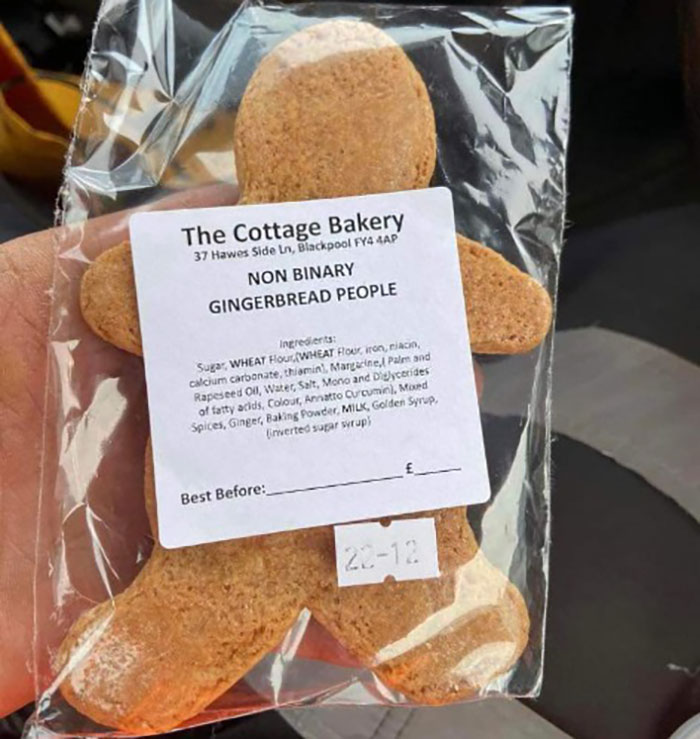 The Cottage Bakery
37 Hawes Side Ln, Blackpool FY4 4AP
NON BINARY
GINGERBREAD PEOPLE
Ingredients:
Sugar, WHEAT Flour,(WHEAT Flour, iron, niacin,
calcium carbonate, thiamin), Margarine,( Palm and
Rapeseed Oil, Water, Salt, Mono and Diglycerides
of fatty acids, Colour, Annatto Curcumin), Mixed
Spices, Ginger, Baking Powder, MILK, Golden Syrup,
(inverted sugar syrup)
Best Before:______________ £_____
22-12